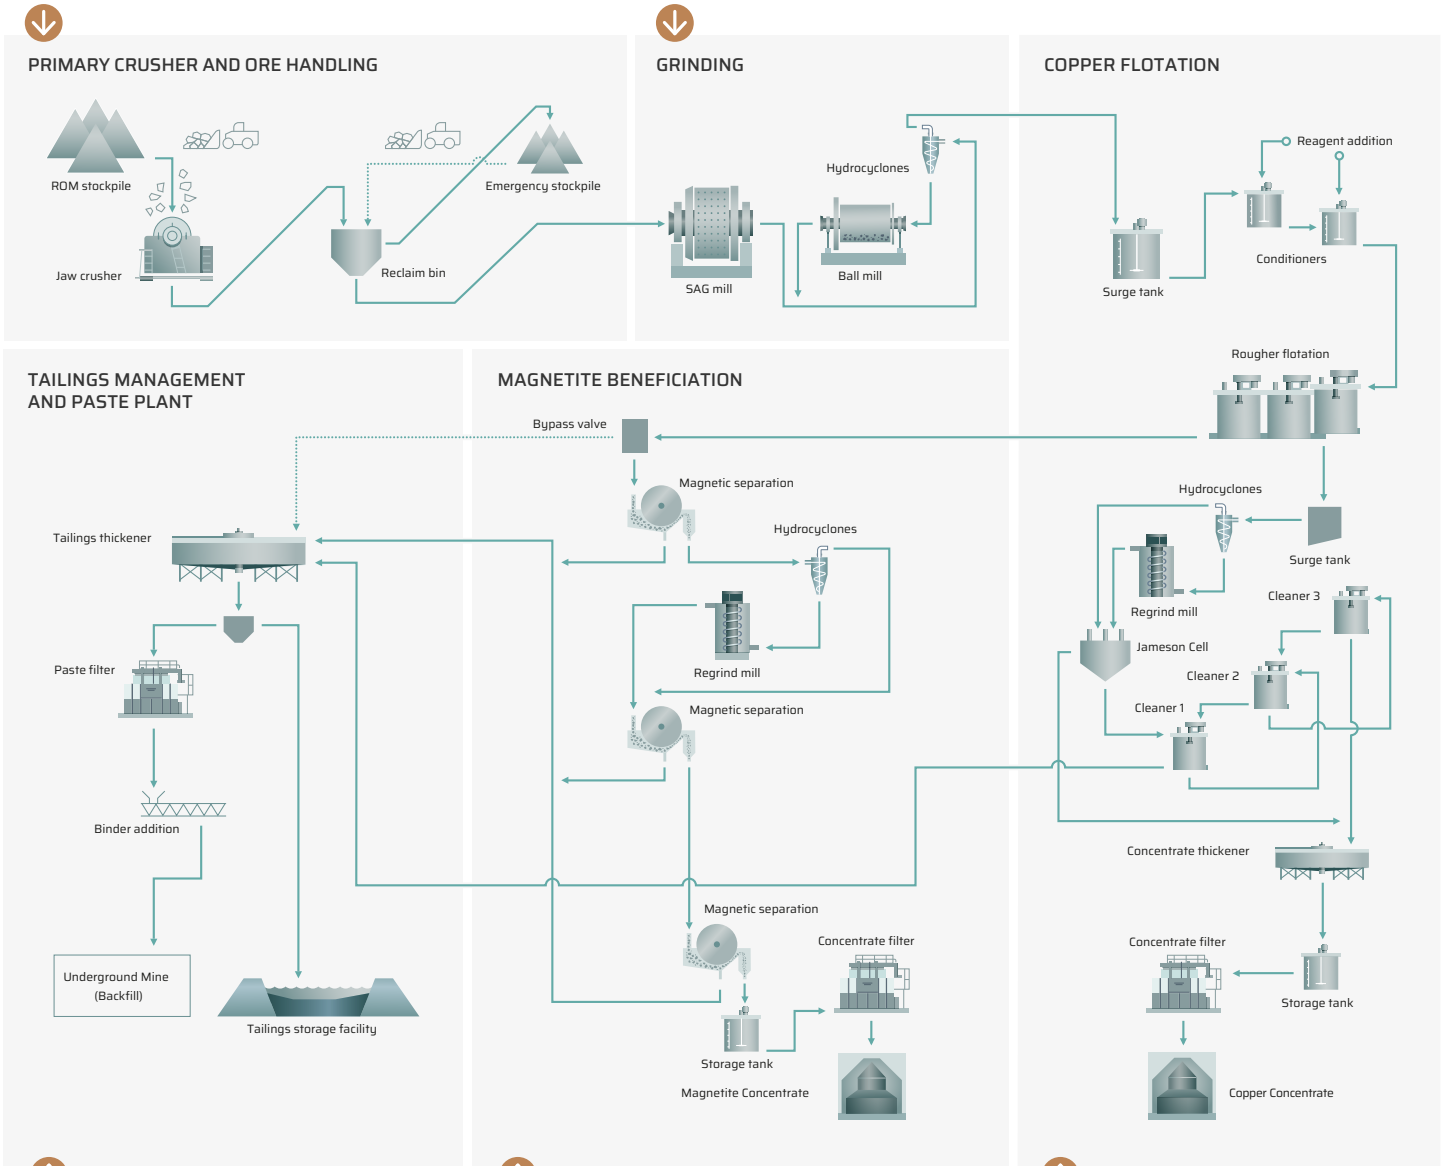 PRIMARY CRUSHER AND ORE HANDLING
ROM stockpile
Jaw crusher
Reclaim bin
Emergency stockpile
GRINDING
Hydrocyclones
SAG mill
Ball mill
COPPER FLOTATION
Reagent addition
Conditioners
Surge tank
Rougher flotation
Hydrocyclones
Surge tank
Regrind mill
Cleaner 3
Jameson Cell
Cleaner 2
Cleaner 1
Concentrate thickener
Concentrate filter
Storage tank
Copper Concentrate
TAILINGS MANAGEMENT
AND PASTE PLANT
Tailings thickener
Paste filter
Binder addition
Underground Mine
(Backfill)
Tailings storage facility
MAGNETITE BENEFICIATION
Bypass valve
Magnetic separation
Hydrocyclones
Regrind mill
Magnetic separation
Magnetic separation
Concentrate filter
Storage tank
Magnetite Concentrate